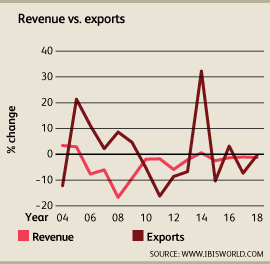 Revenue vs. exports
% change
40
30
20
10
0
-10
-20
Year 04 06 08 10 12 14 16 18
Revenue Exports
SOURCE: WWW.IBISWORLD.COM